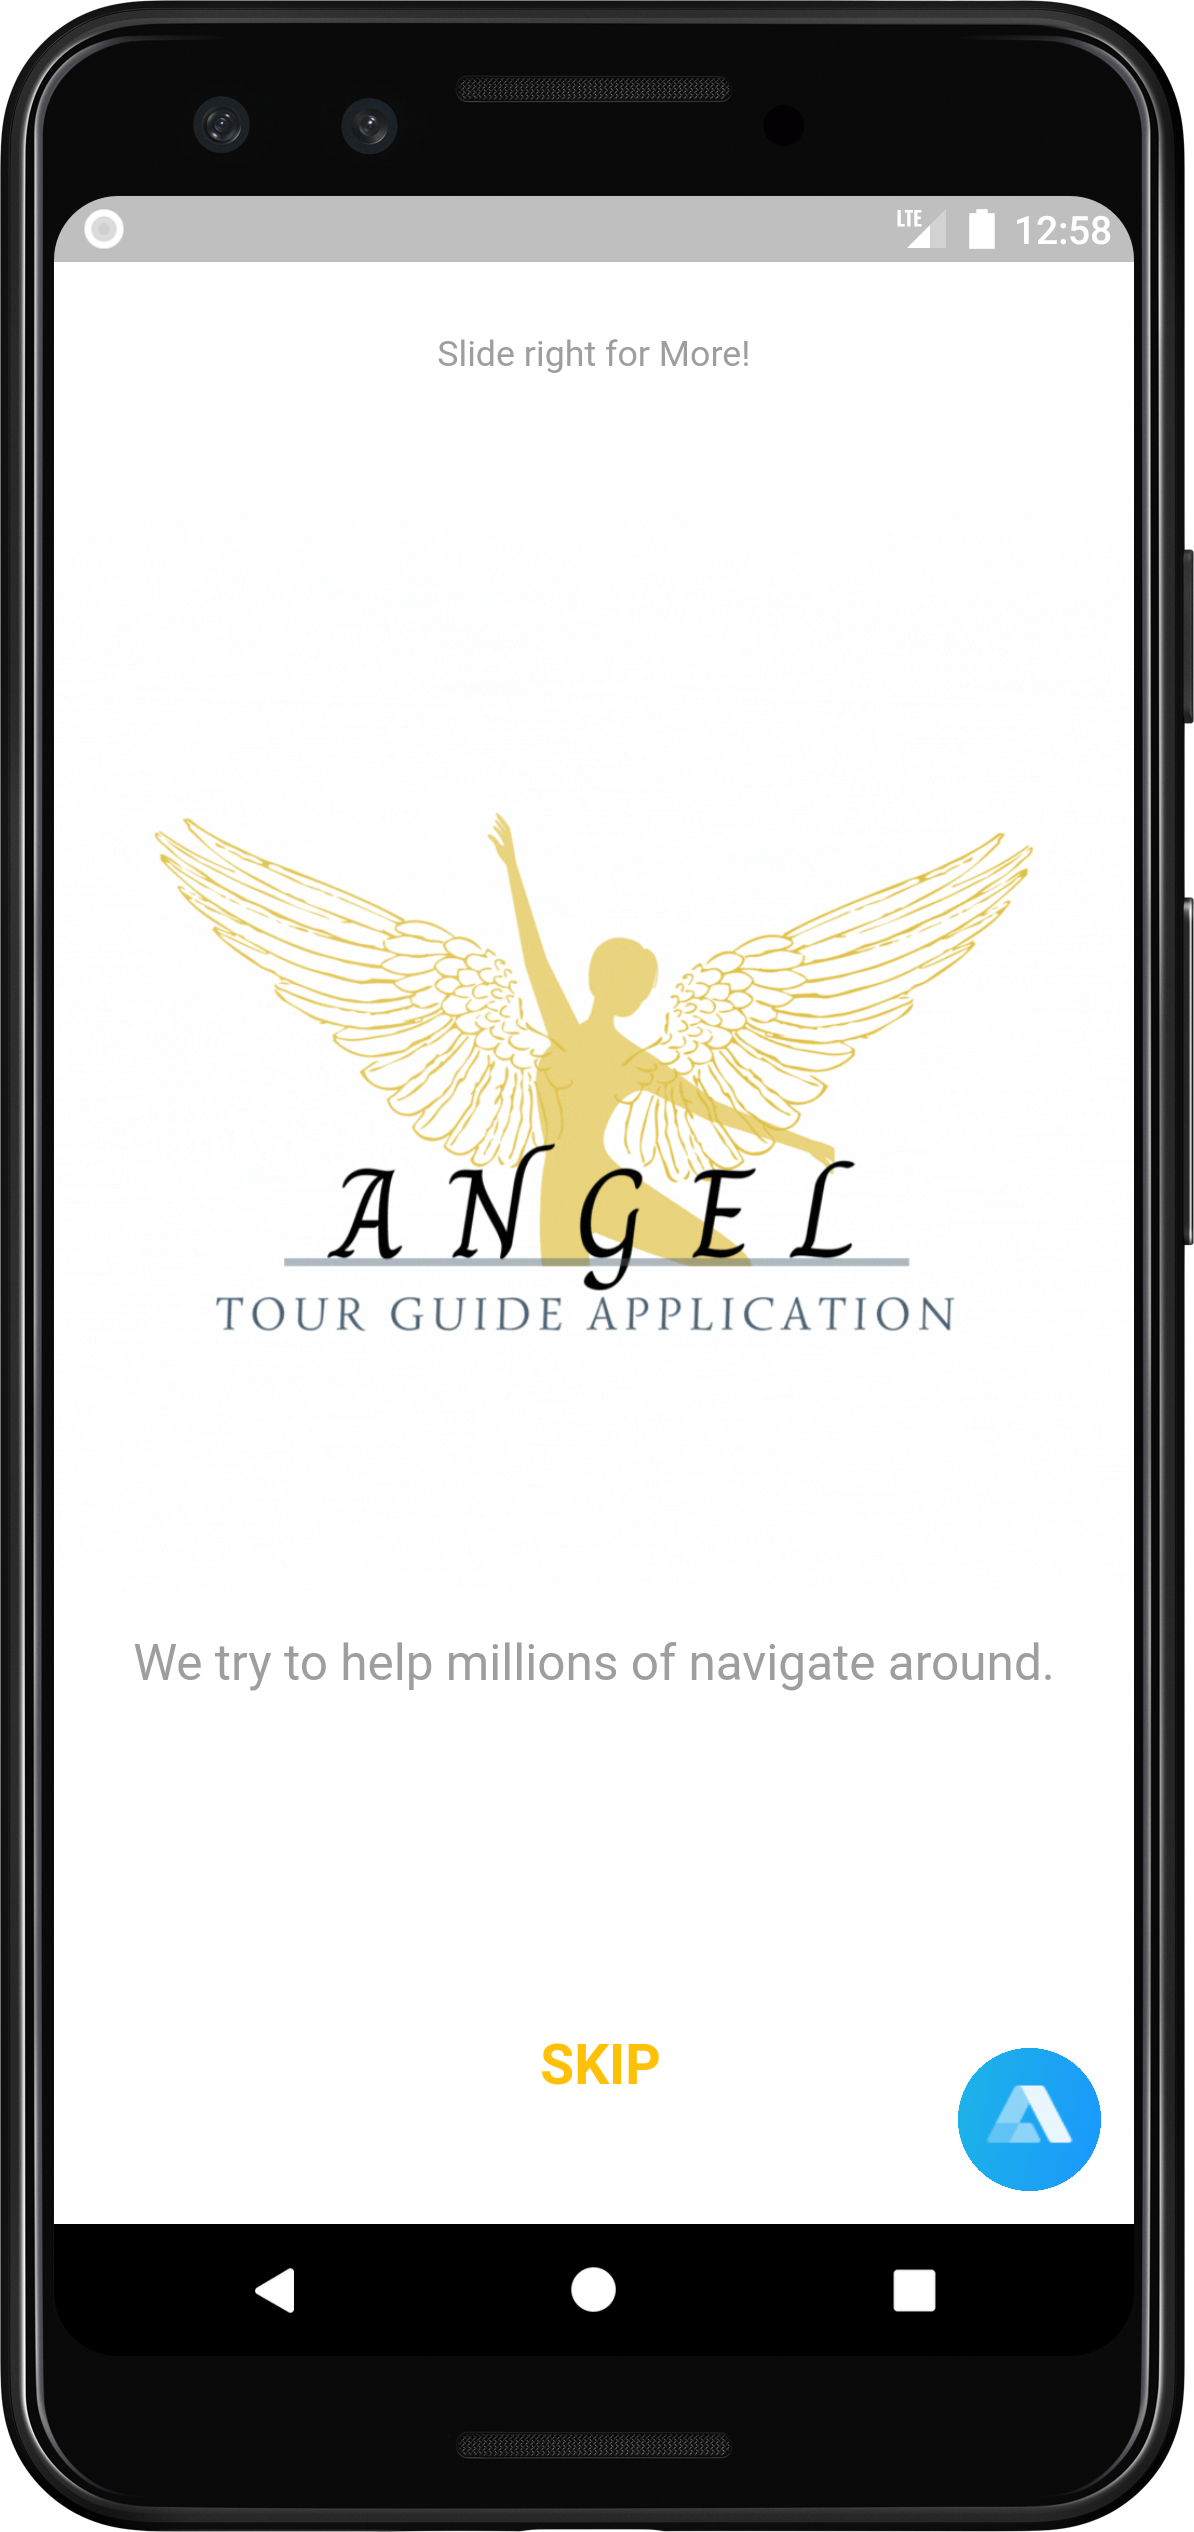 LTE 12:58
Slide right for More!
ANGEL
TOUR GUIDE APPLICATION
We try to help millions of navigate around.
SKIP